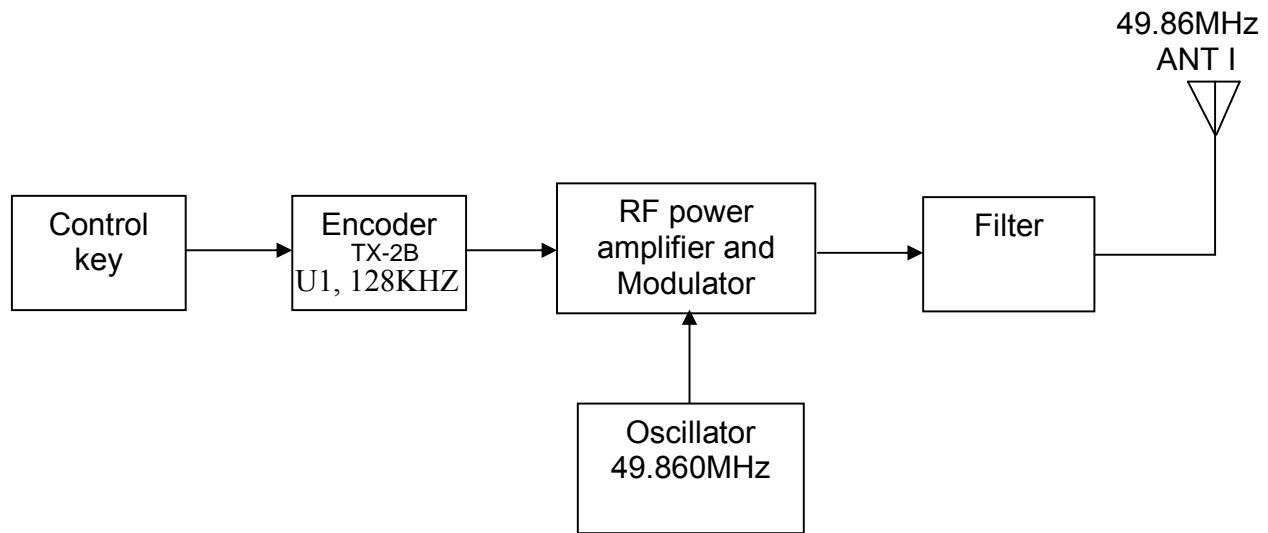 49.86MHz
ANT I
Control
key
Encoder
TX-2B
U1, 128KHZ
RF power
amplifier and
Modulator
Filter
Oscillator
49.860MHz